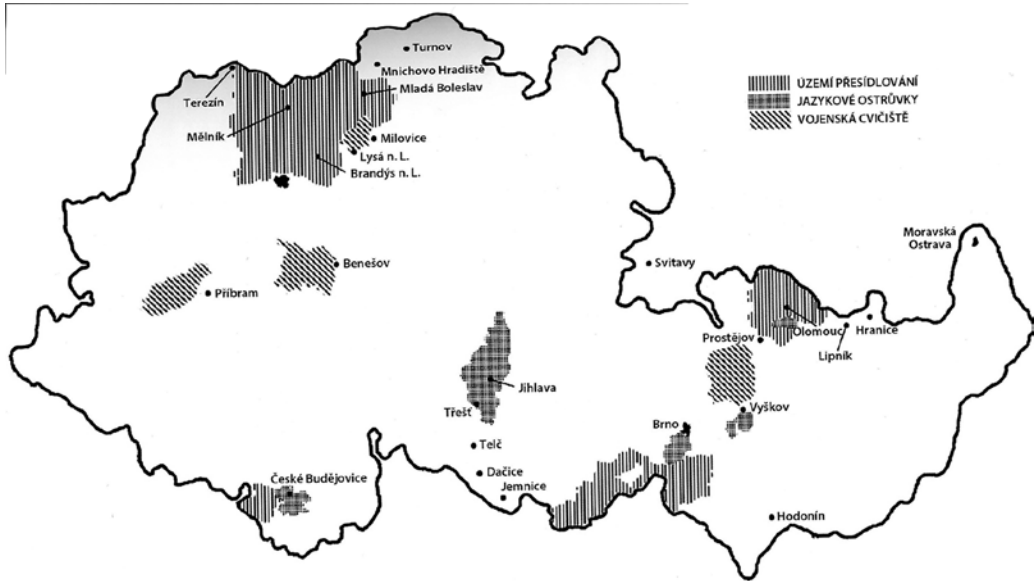 Turnov
Mnichovo Hradiště
Mladá Boleslav
Terezín
Mělník
Milovice
Lysá n. L.
Brandýs n. L.
ÚZEMÍ PŘESÍDLOVÁNÍ
JAZYKOVÉ OSTRŮVKY
VOJENSKÁ CVIČIŠTĚ
Moravská
Ostrava
Benešov
Svitavy
Příbram
Olomouc
Hranice
Prostějov
Lipník
Jihlava
Třešť
Vyškov
Brno
Telč
Dačice
České Budějovice
Jemnice
Hodonín